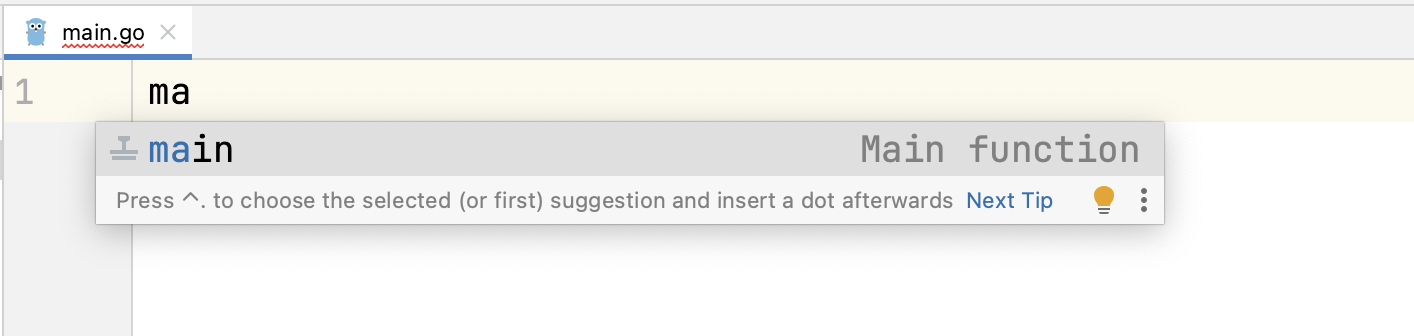 main.go
1 ma
main Main function
Press ^. to choose the selected (or first) suggestion and insert a dot afterwards Next Tip